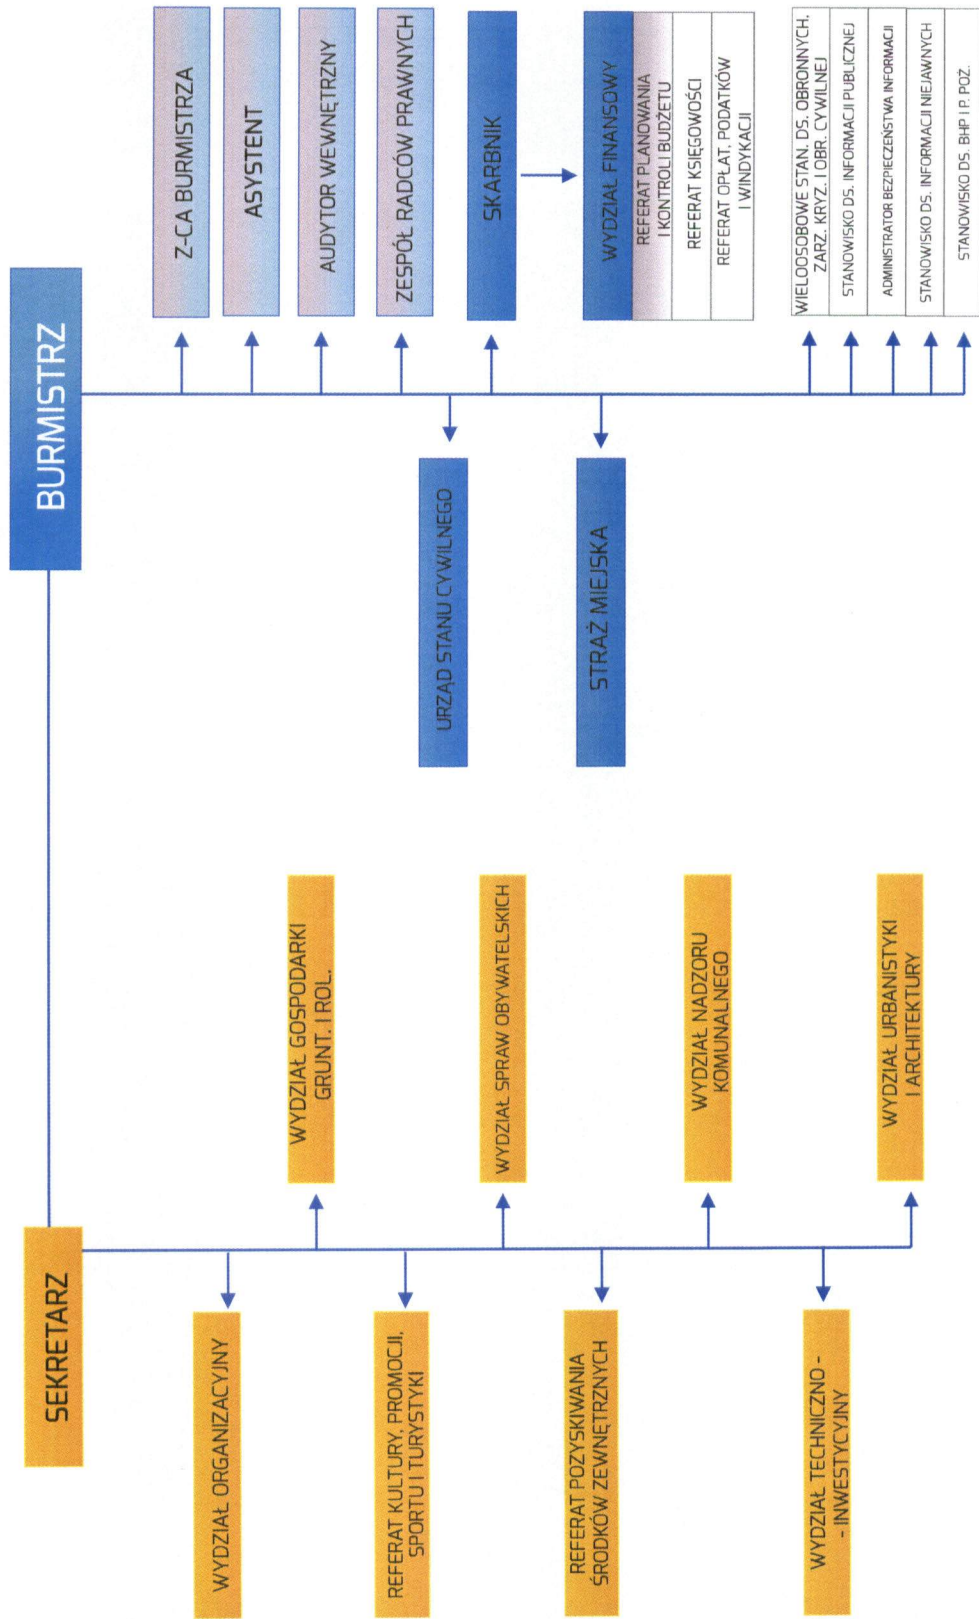 BURMISTRZ
SEKRETARZ
Z-CA BURMISTRZA
ASYSTENT
AUDYTOR WEWNĘTRZNY
ZESPÓŁ RADCÓW PRAWNYCH
SKARBNIK
WYDZIAŁ FINANSOWY
REFERAT PLANOWANIA
I KONTROLI BUDŻETU
REFERAT KSIĘGOWOŚCI
REFERAT OPŁAT, PODATKÓW
I WINDYKACJI
WIELOOSOBOWE STAN. DS. OBRONNYCH,
ZARZ. KRYZ. I OBR. CYWILNEJ
STANOWISKO DS. INFORMACJI PUBLICZNEJ
ADMINISTRATOR BEZPIECZEŃSTWA INFORMACJI
STANOWISKO DS. INFORMACJI NIEJAWNYCH
STANOWISKO DS. BHP I P. POŻ.
URZĄD STANU CYWILNEGO
STRAŻ MIEJSKA
WYDZIAŁ GOSPODARKI
GRUNT. I ROL.
WYDZIAŁ SPRAW OBYWATELSKICH
WYDZIAŁ NADZORU
KOMUNALNEGO
WYDZIAŁ URBANISTYKI
I ARCHITEKTURY
WYDZIAŁ ORGANIZACYJNY
REFERAT KULTURY, PROMOCJI,
SPORTU I TURYSTYKI
REFERAT POZYSKIWANIA
ŚRODKÓW ZEWNĘTRZNYCH
WYDZIAŁ TECHNICZNO -
- INWESTYCYJNY